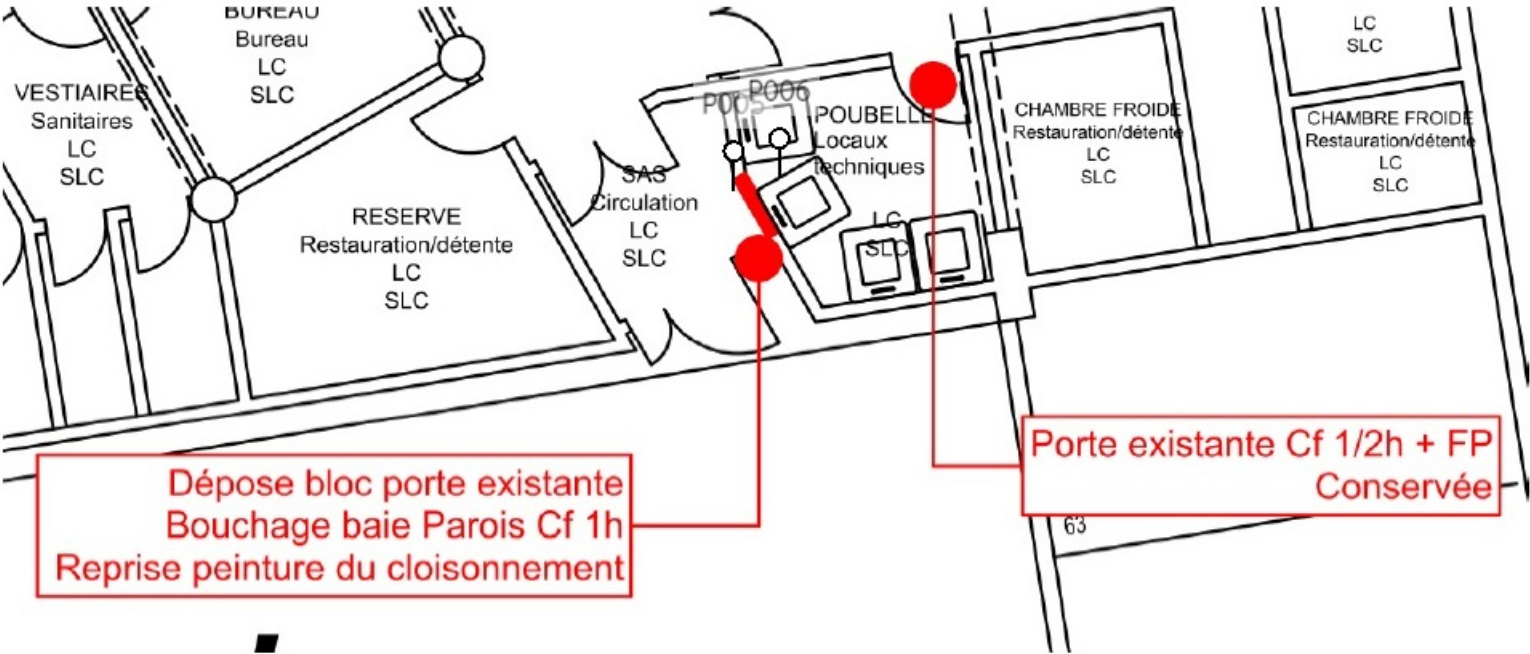 BUREAU
Bureau
LC
SLC
VESTIAIRES
Sanitaires
LC
SLC
RESERVE
Restauration/détente
LC
SLC
SAS
Circulation
LC
SLC
P005
P006
POUBELLE
Locaux
techniques
LC
SLC
CHAMBRE FROIDE
Restauration/détente
LC
SLC
LC
SLC
CHAMBRE FROIDE
Restauration/détente
LC
SLC
Dépose bloc porte existante
Bouchage baie Parois Cf 1h
Reprise peinture du cloisonnement
Porte existante Cf 1/2h + FP
Conservée
63